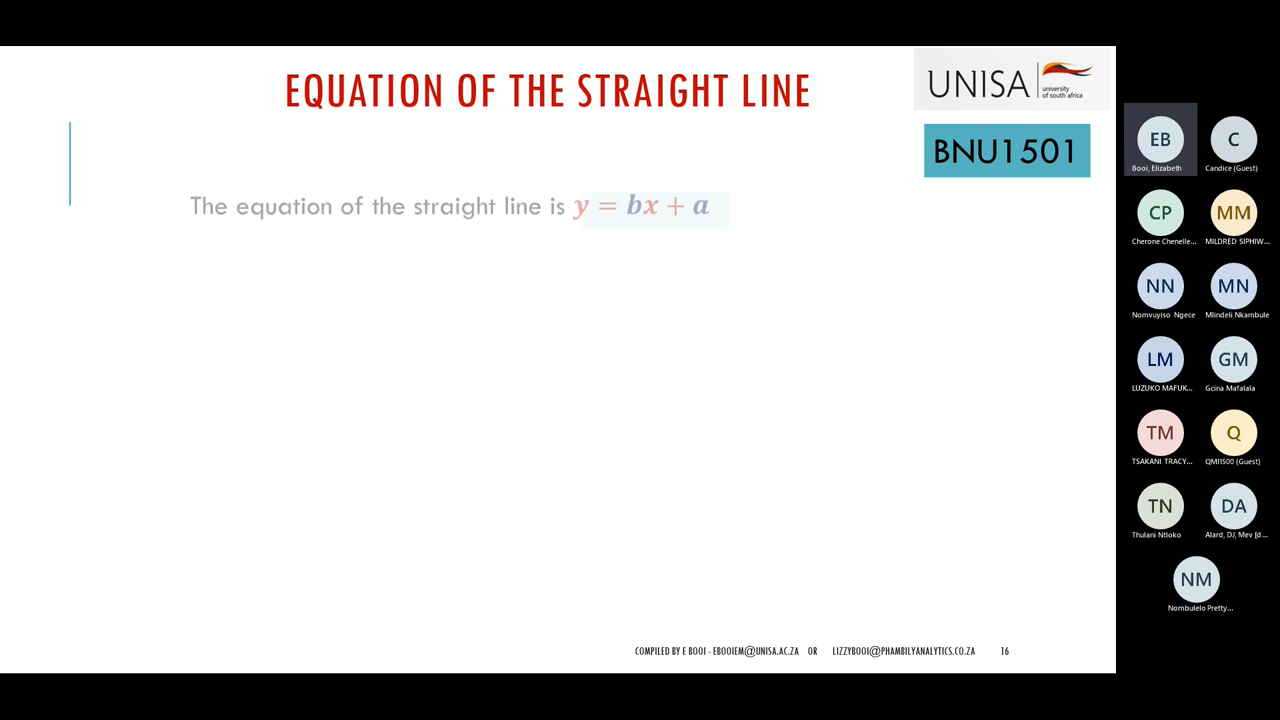 EQUATION OF THE STRAIGHT LINE
UNISA
university
of south africa
BNU1501
The equation of the straight line is y = bx + a
COMPILED BY E BOOI - EBOOIEM@UNISA.AC.ZA OR LIZZYBOOI@PHAMBILYANALYTICS.CO.ZA 16
EB
C
Booi, Elizabeth
Candice (Guest)
CP
MM
Cherone Chenelle...
MILDRED SIPHIW...
NN
MN
Nomvuyiso Ngece
Mlindeli Nkambule
LM
GM
LUZUKO MAFUK...
Gcina Mafalala
TM
Q
TSAKANI TRACY...
QMI1500 (Guest)
TN
DA
Thulani Ntloko
Alard, DJ, Mev [d...
NM
Nombulelo Pretty...